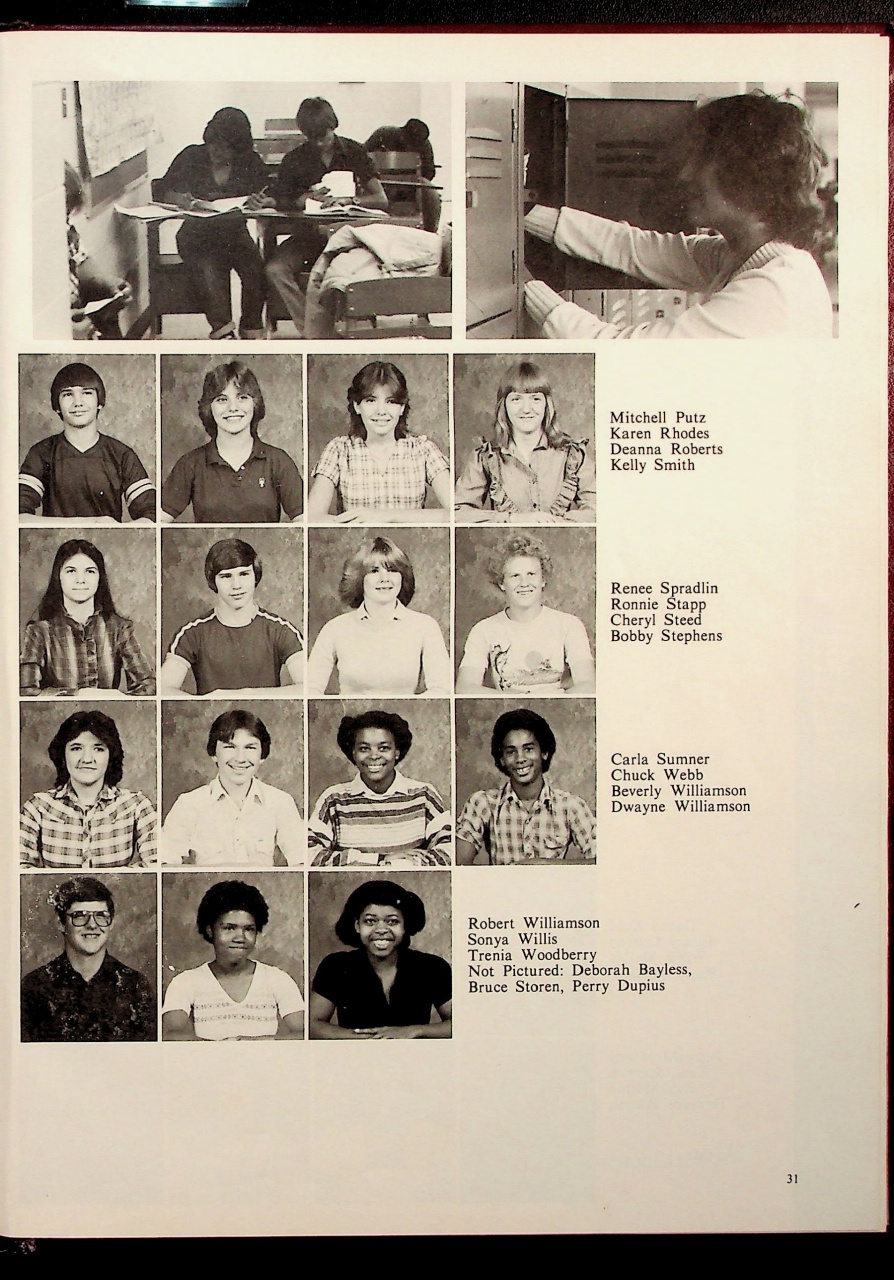 Mitchell Putz
Karen Rhodes
Deanna Roberts
Kelly Smith
Renee Spradlin
Ronnie Stapp
Cheryl Steed
Bobby Stephens
Carla Sumner
Chuck Webb
Beverly Williamson
Dwayne Williamson
Robert Williamson
Sonya Willis
Trenia Woodberry
Not Pictured: Deborah Bayless,
Bruce Storen, Perry Dupius
31